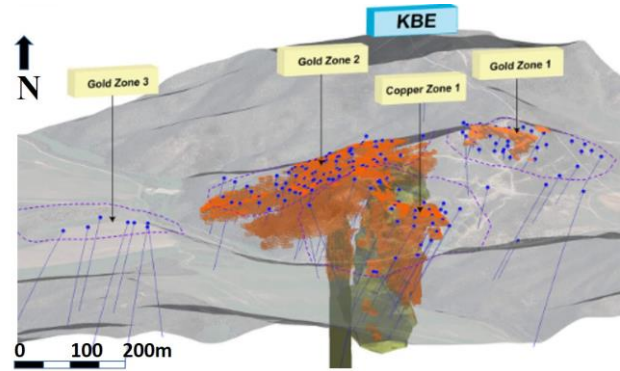 KBE
Gold Zone 1
Gold Zone 2
Copper Zone 1
Gold Zone 3
N
0 100 200m